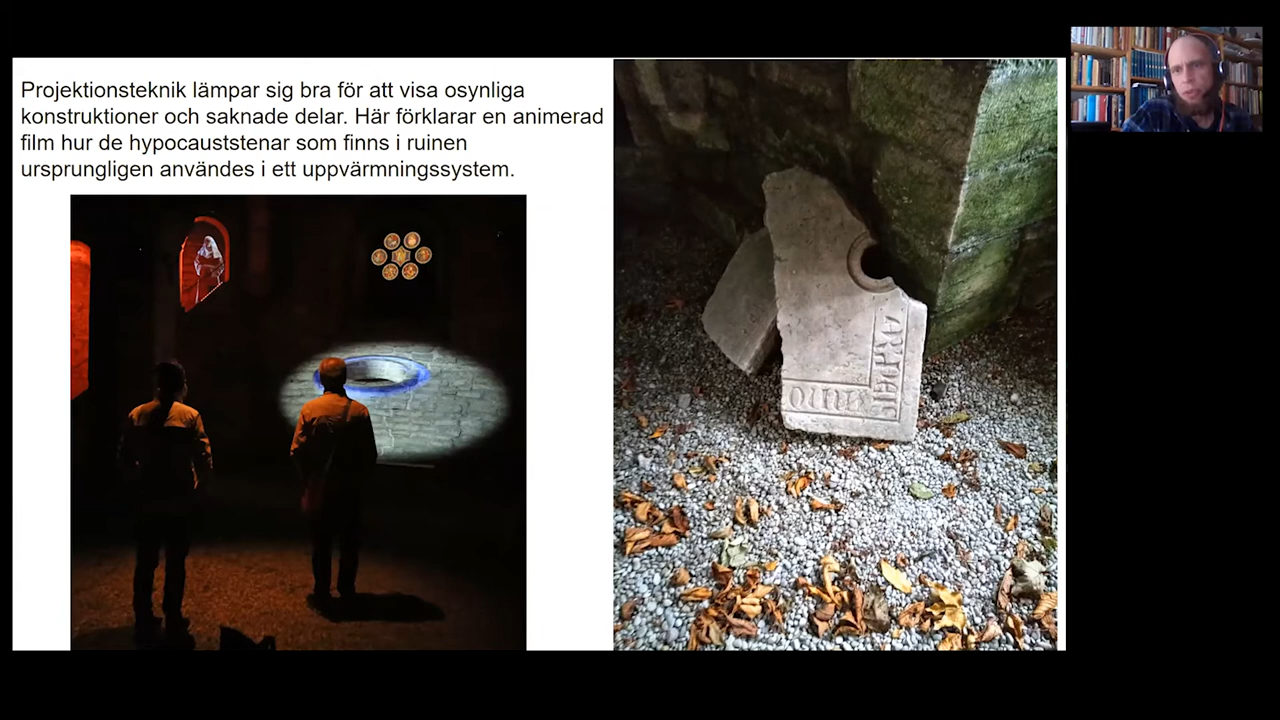 Projektionsteknik lämpar sig bra för att visa osynliga
konstruktioner och saknade delar. Här förklarar en animerad
film hur de hypocauststenar som finns i ruinen
ursprungligen användes i ett uppvärmningssystem.